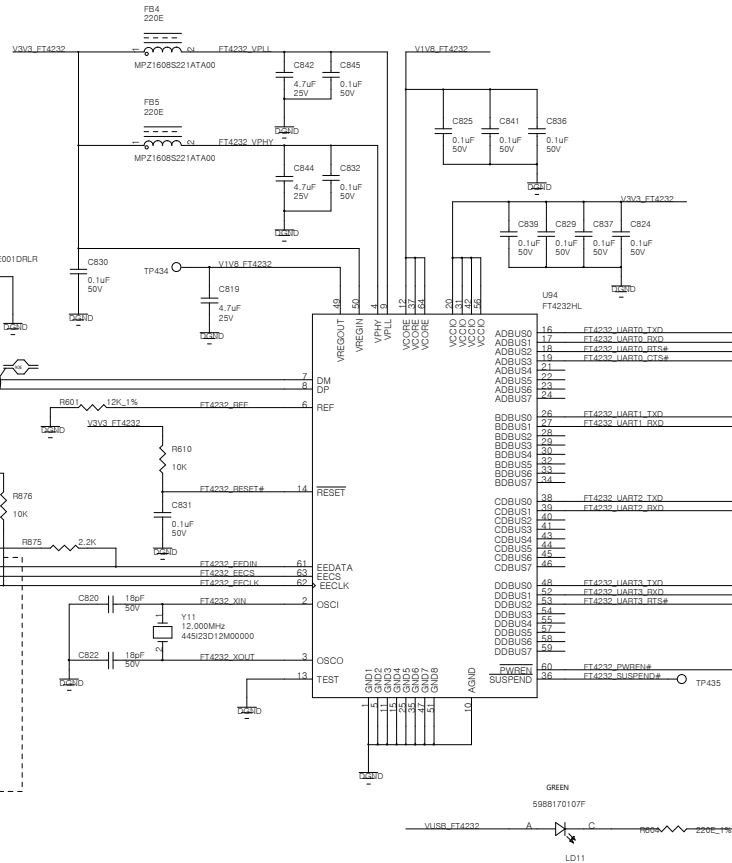 FB4
220E
V3V3_FT4232
1
2
FT4232_VPLL
MPZ1608S221ATA00
C842
4.7uF
25V
C845
0.1uF
50V
DGND
V1V8_FT4232
C825
0.1uF
50V
C841
0.1uF
50V
C836
0.1uF
50V
DGND
FB5
220E
1
2
FT4232_VPHY
MPZ1608S221ATA00
C844
4.7uF
25V
C832
0.1uF
50V
DGND
V3V3_FT4232
C839
0.1uF
50V
C829
0.1uF
50V
C837
0.1uF
50V
C824
0.1uF
50V
DGND
E001DRLR
DGND
C830
0.1uF
50V
DGND
TP434
V1V8_FT4232
C819
4.7uF
25V
DGND
U94
FT4232HL
49
50
4
9
12
37
64
20
31
42
56
VREGOUT
VREGIN
VPHY
VPLL
VCORE
VCORE
VCORE
VCCIO
VCCIO
VCCIO
VCCIO
ADBUS0 16 FT4232_UART0_TXD
ADBUS1 17 FT4232_UART0_RXD
ADBUS2 18 FT4232_UART0_RTS#
ADBUS3 19 FT4232_UART0_CTS#
ADBUS4 21
ADBUS5 22
ADBUS6 23
ADBUS7 24
BDBUS0 26 FT4232_UART1_TXD
BDBUS1 27 FT4232_UART1_RXD
BDBUS2 28
BDBUS3 29
BDBUS4 30
BDBUS5 32
BDBUS6 33
BDBUS7 34
CDBUS0 38 FT4232_UART2_TXD
CDBUS1 39 FT4232_UART2_RXD
CDBUS2 40
CDBUS3 41
CDBUS4 43
CDBUS5 44
CDBUS6 45
CDBUS7 46
DDBUS0 48 FT4232_UART3_TXD
DDBUS1 52 FT4232_UART3_RXD
DDBUS2 53 FT4232_UART3_RTS#
DDBUS3 54
DDBUS4 55
DDBUS5 57
DDBUS6 58
DDBUS7 59
PWREN 60 FT4232_PWREN#
SUSPEND 36 FT4232_SUSPEND#
TP435
7 DM
8 DP
R601 12K_1% FT4232_REF 6 REF
DGND
V3V3_FT4232
R610
10K
FT4232_RESET# 14 RESET
C831
0.1uF
50V
DGND
R876
10K
R875 2.2K
FT4232_EEDIN 61 EEDATA
FT4232_EECS 63 EECS
FT4232_EECLK 62 EECLK
C820 18pF
50V
FT4232_XIN 2 OSCI
1
Y11
12.000MHz
445I23D12M00000
2
C822 18pF
50V
FT4232_XOUT 3 OSCO
DGND
13 TEST
DGND
GND1
GND2
GND3
GND4
GND5
GND6
GND7
GND8
AGND
1
5
11
15
25
35
47
51
10
DGND
GREEN
5988170107F
VUSB_FT4232 A C R604 220E_1%
LD11